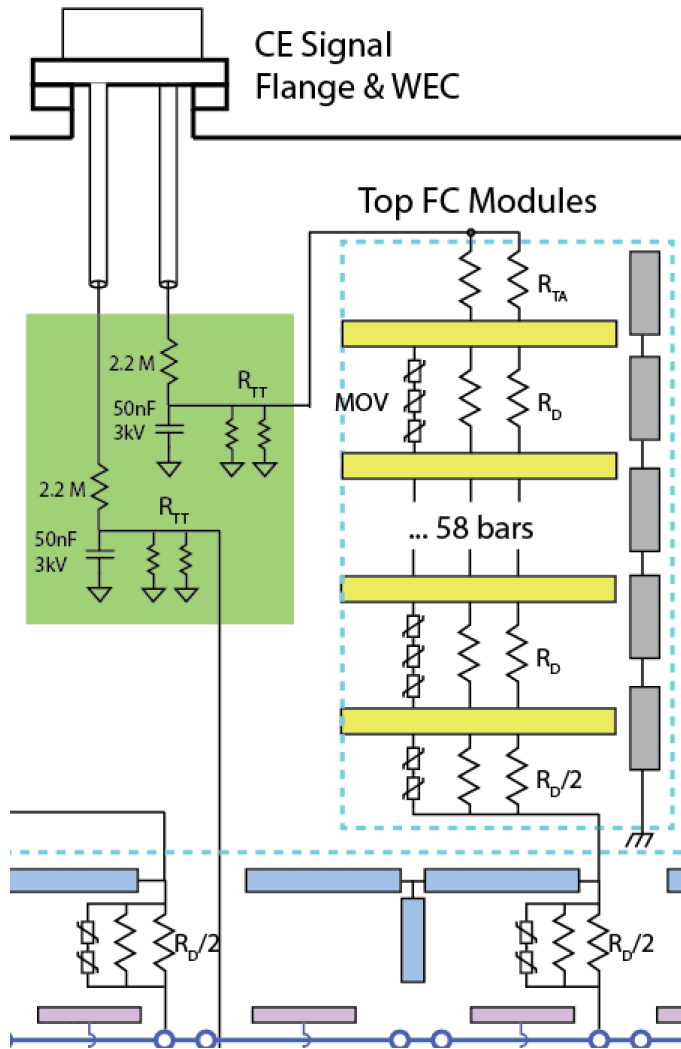 CE Signal
Flange & WEC
Top FC Modules
R_TA
2.2 M
R_TT
MOV
R_D
50nF
3kV
2.2 M
R_TT
... 58 bars
50nF
3kV
R_D
R_D/2
R_D/2
R_D/2